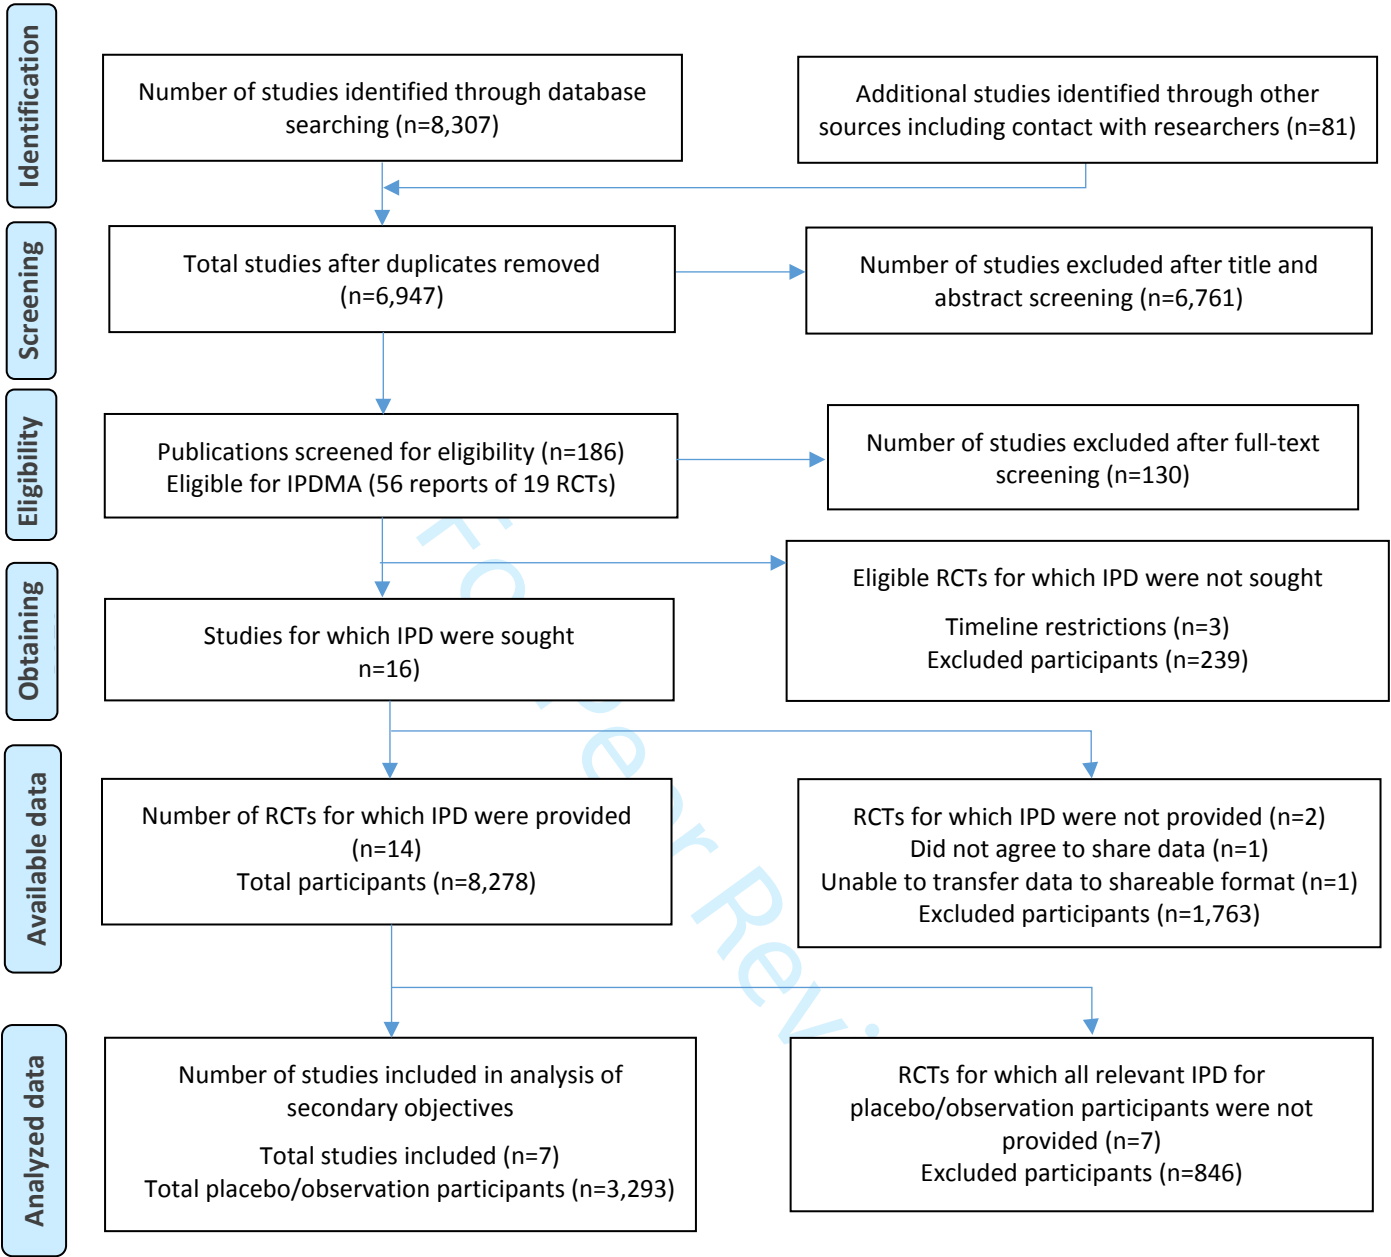 Identification
Number of studies identified through database
searching (n=8,307)
Additional studies identified through other
sources including contact with researchers (n=81)
Screening
Total studies after duplicates removed
(n=6,947)
Number of studies excluded after title and
abstract screening (n=6,761)
Eligibility
Publications screened for eligibility (n=186)
Eligible for IPDMA (56 reports of 19 RCTs)
Number of studies excluded after full-text
screening (n=130)
Obtaining
Studies for which IPD were sought
n=16)
Eligible RCTs for which IPD were not sought
Timeline restrictions (n=3)
Excluded participants (n=239)
Available data
Number of RCTs for which IPD were provided
(n=14)
Total participants (n=8,278)
RCTs for which IPD were not provided (n=2)
Did not agree to share data (n=1)
Unable to transfer data to shareable format (n=1)
Excluded participants (n=1,763)
Analyzed data
Number of studies included in analysis of
secondary objectives
Total studies included (n=7)
Total placebo/observation participants (n=3,293)
RCTs for which all relevant IPD for
placebo/observation participants were not
provided (n=7)
Excluded participants (n=846)